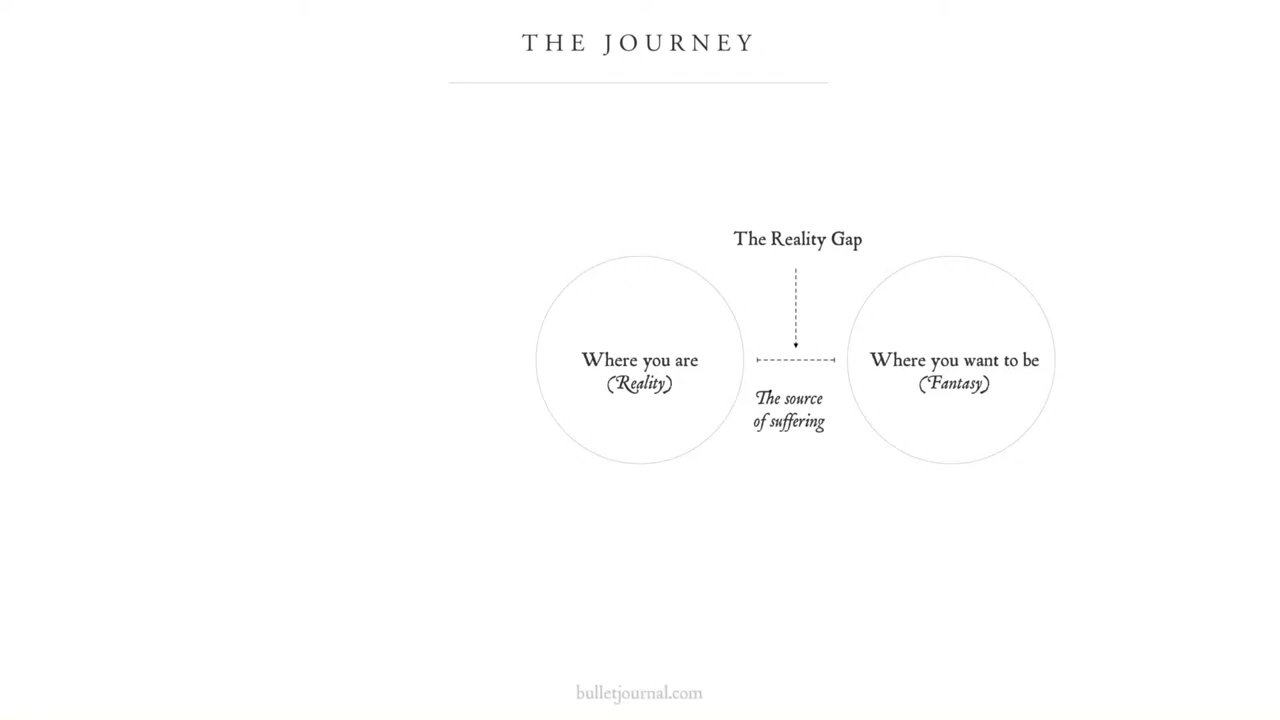 THE JOURNEY
The Reality Gap
Where you are
(Reality)
The source
of suffering
Where you want to be
(Fantasy)
bulletjournal.com